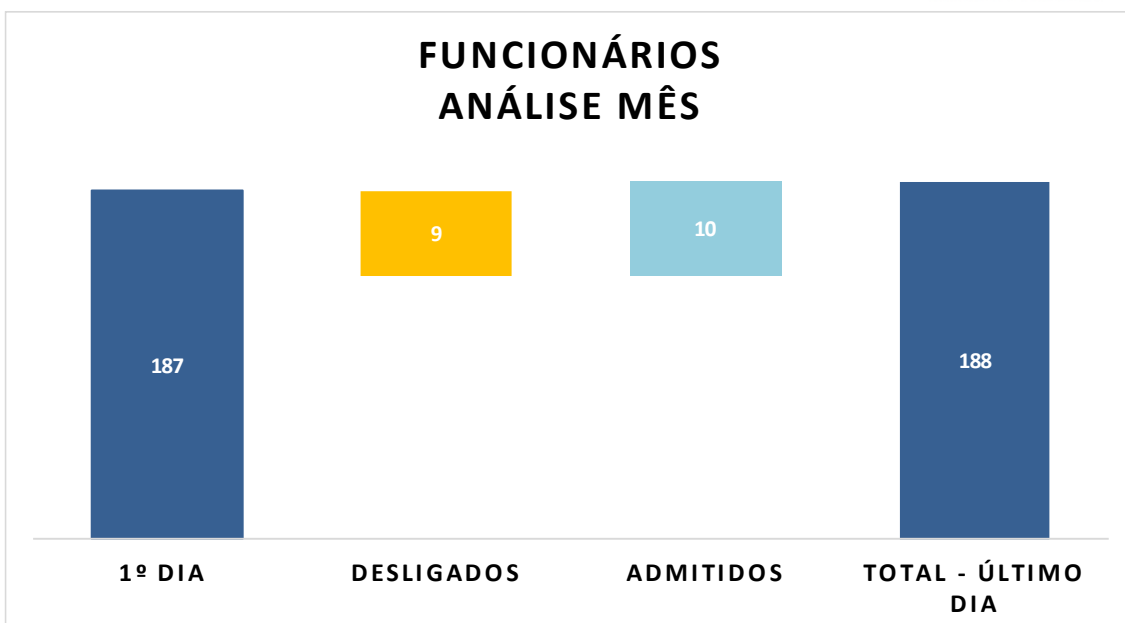 FUNCIONÁRIOS
ANÁLISE MÊS
187
9
10
188
1º DIA
DESLIGADOS
ADMITIDOS
TOTAL - ÚLTIMO
DIA